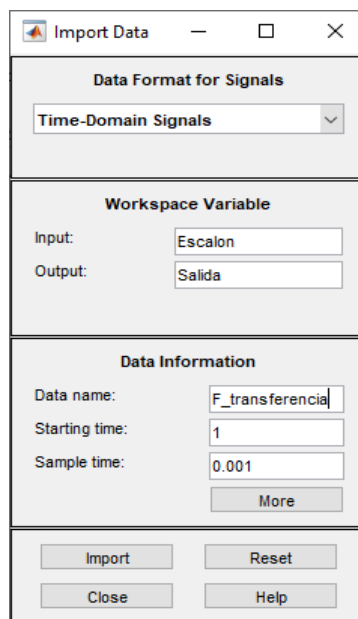 Import Data
Data Format for Signals
Time-Domain Signals
Workspace Variable
Input: Escalon
Output: Salida
Data Information
Data name: F_transferencia
Starting time: 1
Sample time: 0.001
More
Import Reset
Close Help